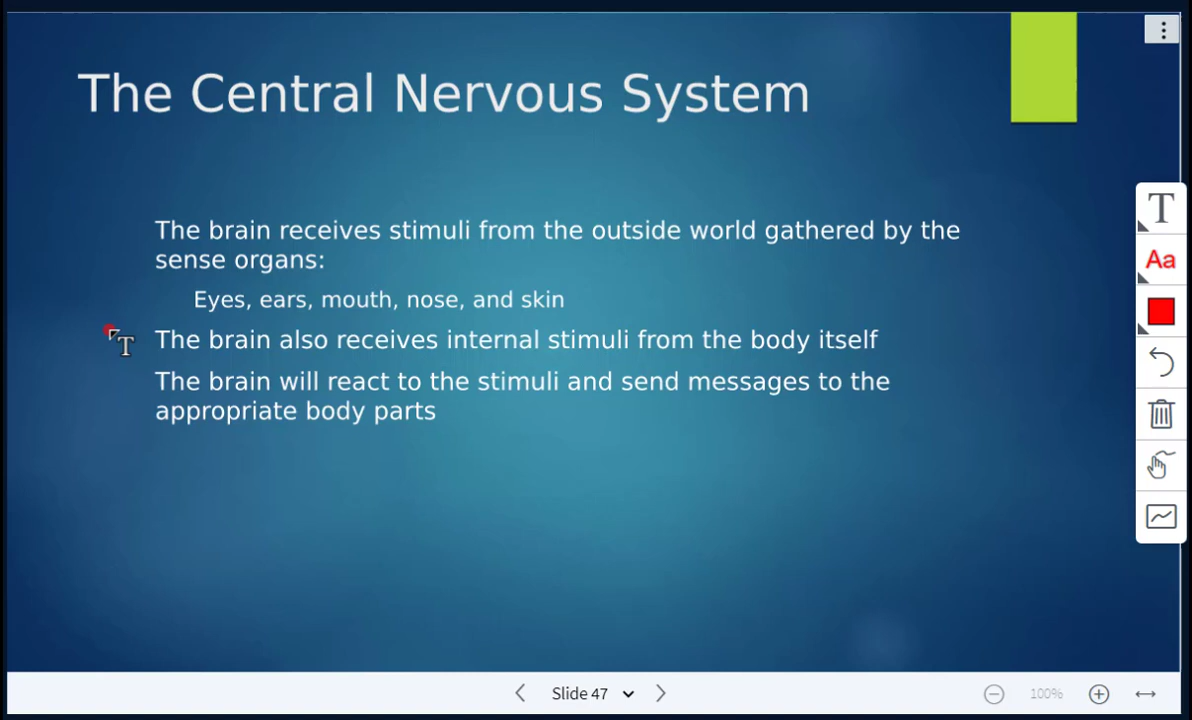 The Central Nervous System
The brain receives stimuli from the outside world gathered by the
sense organs:
Eyes, ears, mouth, nose, and skin
The brain also receives internal stimuli from the body itself
The brain will react to the stimuli and send messages to the
appropriate body parts
T
T
Aa
Slide 47
100%